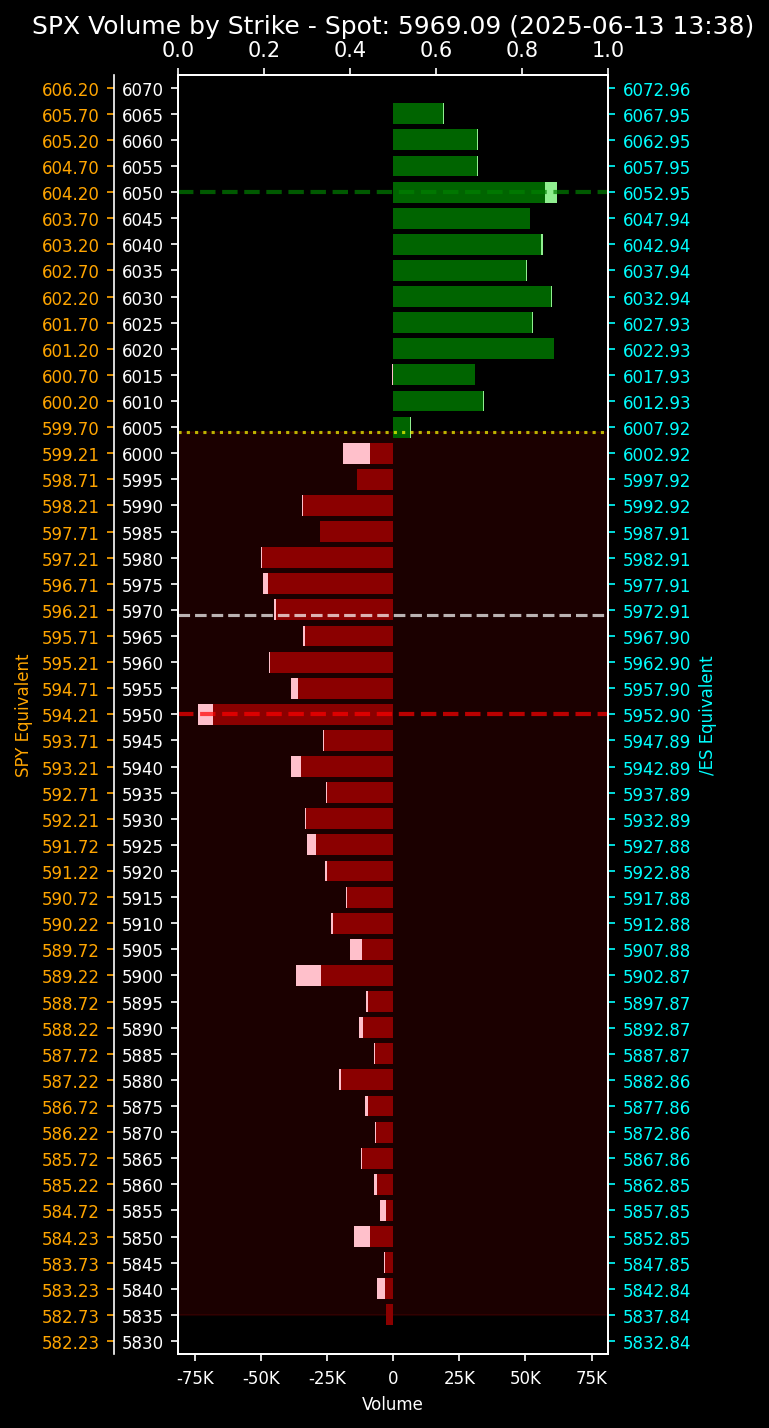 SPX Volume by Strike - Spot: 5969.09 (2025-06-13 13:38)
0.0 0.2 0.4 0.6 0.8 1.0
606.20 6070 6072.96
605.70 6065 6067.95
605.20 6060 6062.95
604.70 6055 6057.95
604.20 6050 6052.95
603.70 6045 6047.94
603.20 6040 6042.94
602.70 6035 6037.94
602.20 6030 6032.94
601.70 6025 6027.93
601.20 6020 6022.93
600.70 6015 6017.93
600.20 6010 6012.93
599.70 6005 6007.92
599.21 6000 6002.92
598.71 5995 5997.92
598.21 5990 5992.92
597.71 5985 5987.91
597.21 5980 5982.91
596.71 5975 5977.91
596.21 5970 5972.91
595.71 5965 5967.90
595.21 5960 5962.90
594.71 5955 5957.90
594.21 5950 5952.90
593.71 5945 5947.89
593.21 5940 5942.89
592.71 5935 5937.89
592.21 5930 5932.89
591.72 5925 5927.88
591.22 5920 5922.88
590.72 5915 5917.88
590.22 5910 5912.88
589.72 5905 5907.88
589.22 5900 5902.87
588.72 5895 5897.87
588.22 5890 5892.87
587.72 5885 5887.87
587.22 5880 5882.86
586.72 5875 5877.86
586.22 5870 5872.86
585.72 5865 5867.86
585.22 5860 5862.85
584.72 5855 5857.85
584.23 5850 5852.85
583.73 5845 5847.85
583.23 5840 5842.84
582.73 5835 5837.84
582.23 5830 5832.84
SPY Equivalent
/ES Equivalent
-75K -50K -25K 0 25K 50K 75K
Volume